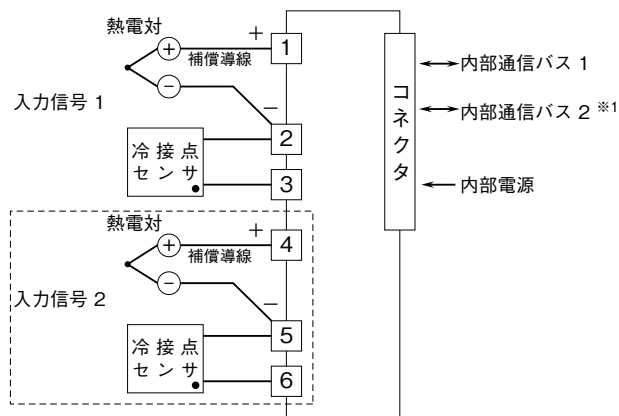 熱電対
+
+
補償導線
1
−
−
入力信号 1
2
冷接点
センサ
3
熱電対
+
+
補償導線
4
−
−
入力信号 2
5
冷接点
センサ
6
コネクタ
内部通信バス 1
内部通信バス 2 ※1
内部電源